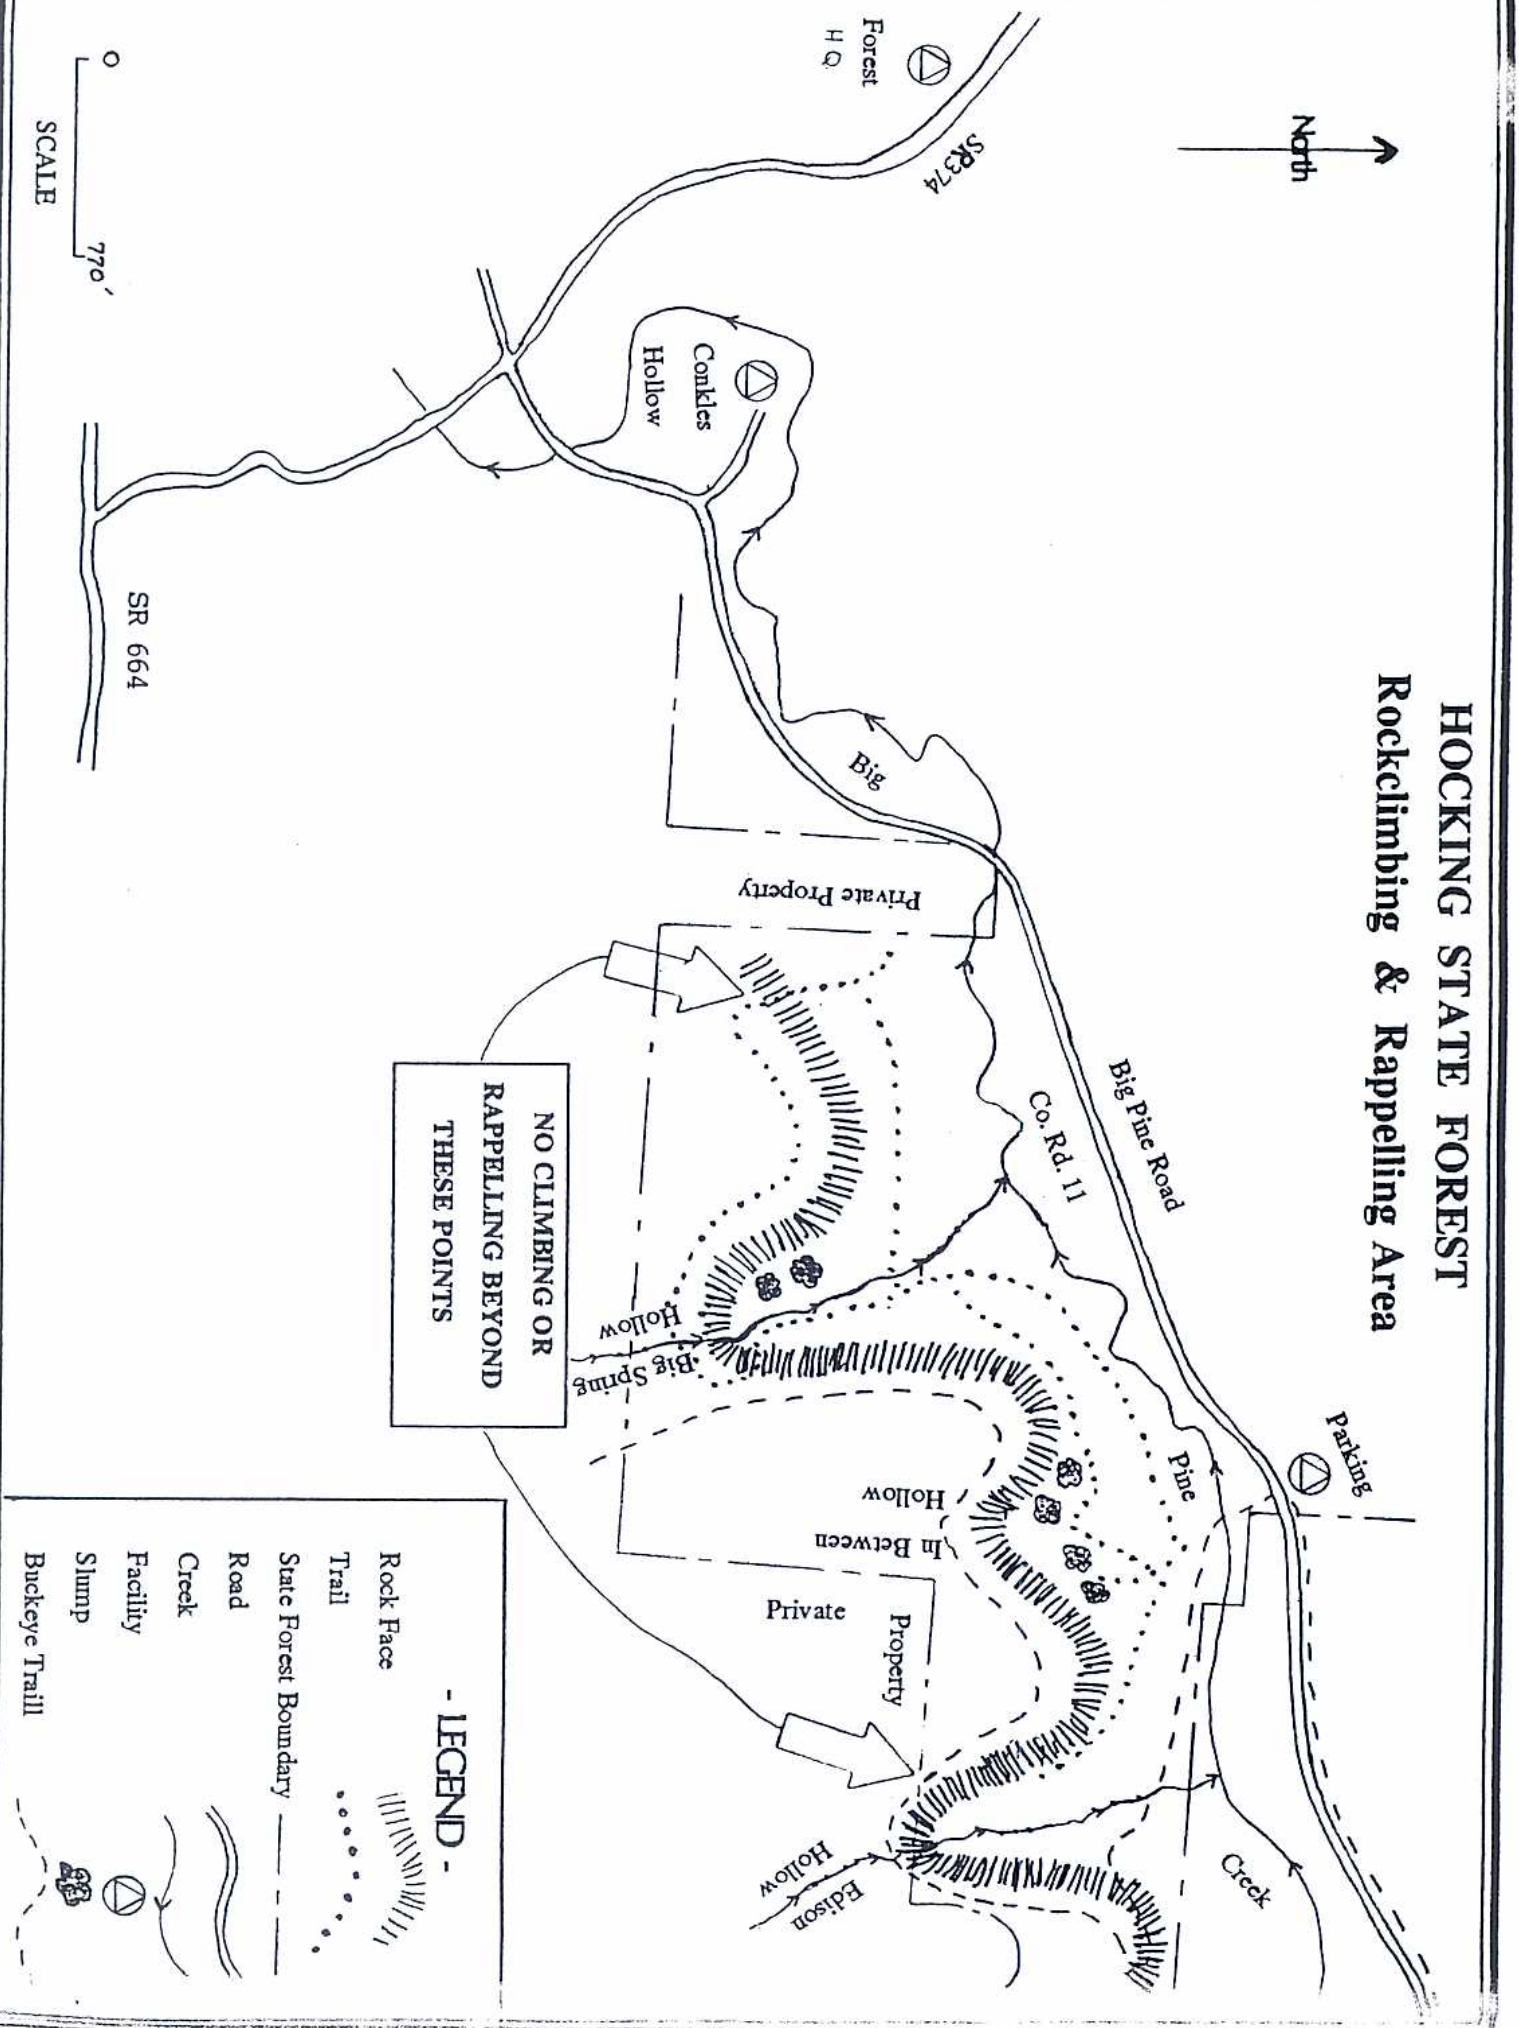 HOCKING STATE FOREST
Rockclimbing & Rappelling Area
North
Forest
HQ
SR374
Conkles
Hollow
Big
Private Property
Big Pine Road
Co. Rd. 11
Parking
Pine
Creek
Hollow
Big Spring
In Between
Hollow
Private
Property
Edison
Hollow
NO CLIMBING OR
RAPPELLING BEYOND
THESE POINTS
SR 664
0 770'
SCALE
- LEGEND -
Rock Face
Trail
State Forest Boundary
Road
Creek
Facility
Slump
Buckeye Traill